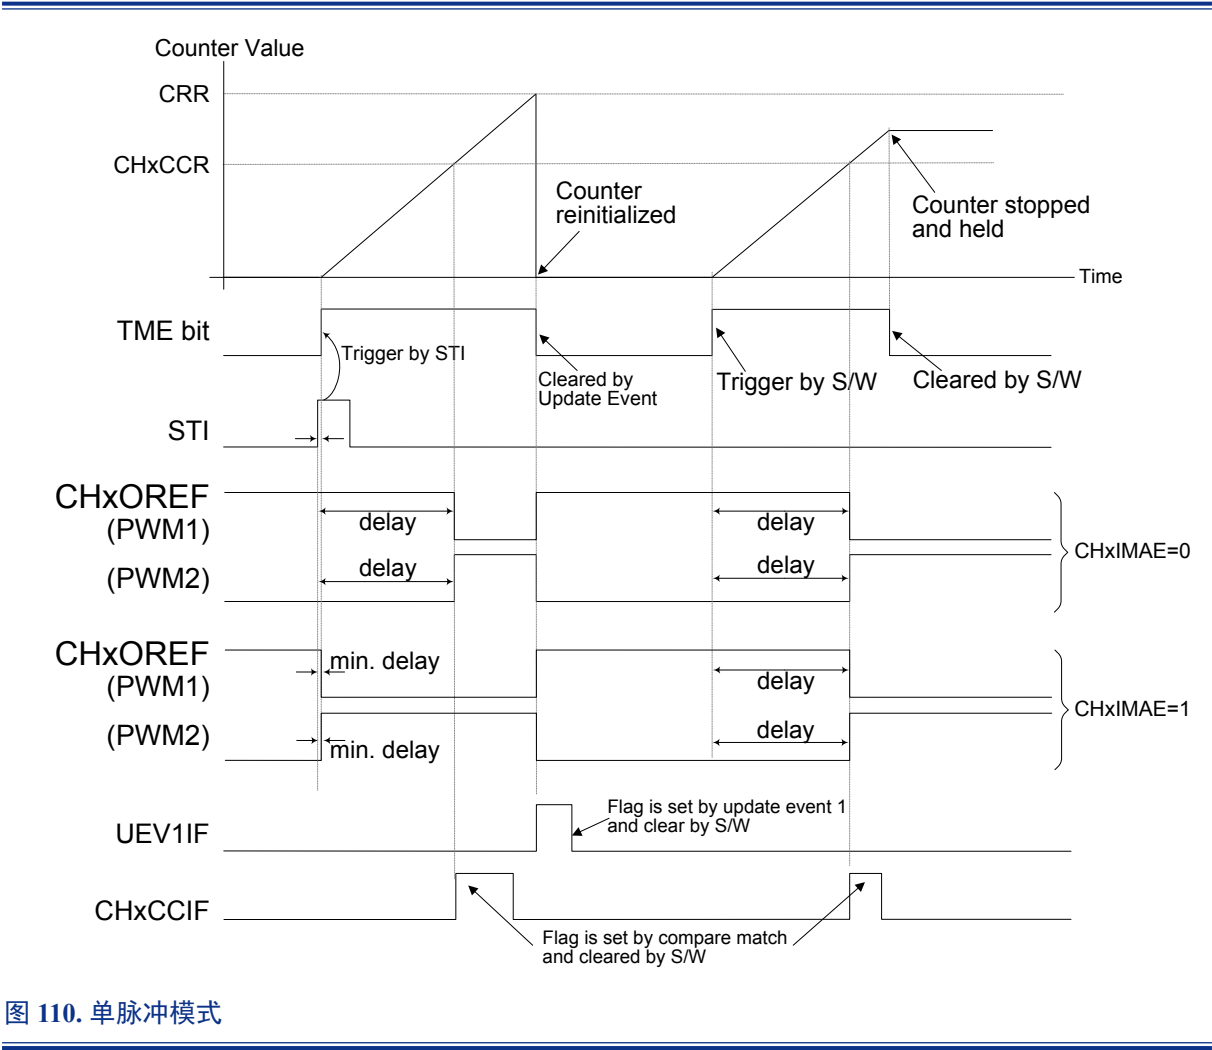 Counter Value
CRR
CHxCCR
Counter
reinitialized
Counter stopped
and held
Time
TME bit
Trigger by STI
Cleared by
Update Event
Trigger by S/W
Cleared by S/W
STI
CHxOREF
(PWM1)
delay
delay
(PWM2)
delay
delay
CHxIMAE=0
CHxOREF
(PWM1)
min. delay
delay
(PWM2)
min. delay
delay
CHxIMAE=1
UEV1IF
Flag is set by update event 1
and clear by S/W
CHxCCIF
Flag is set by compare match
and cleared by S/W
图 110. 单脉冲模式